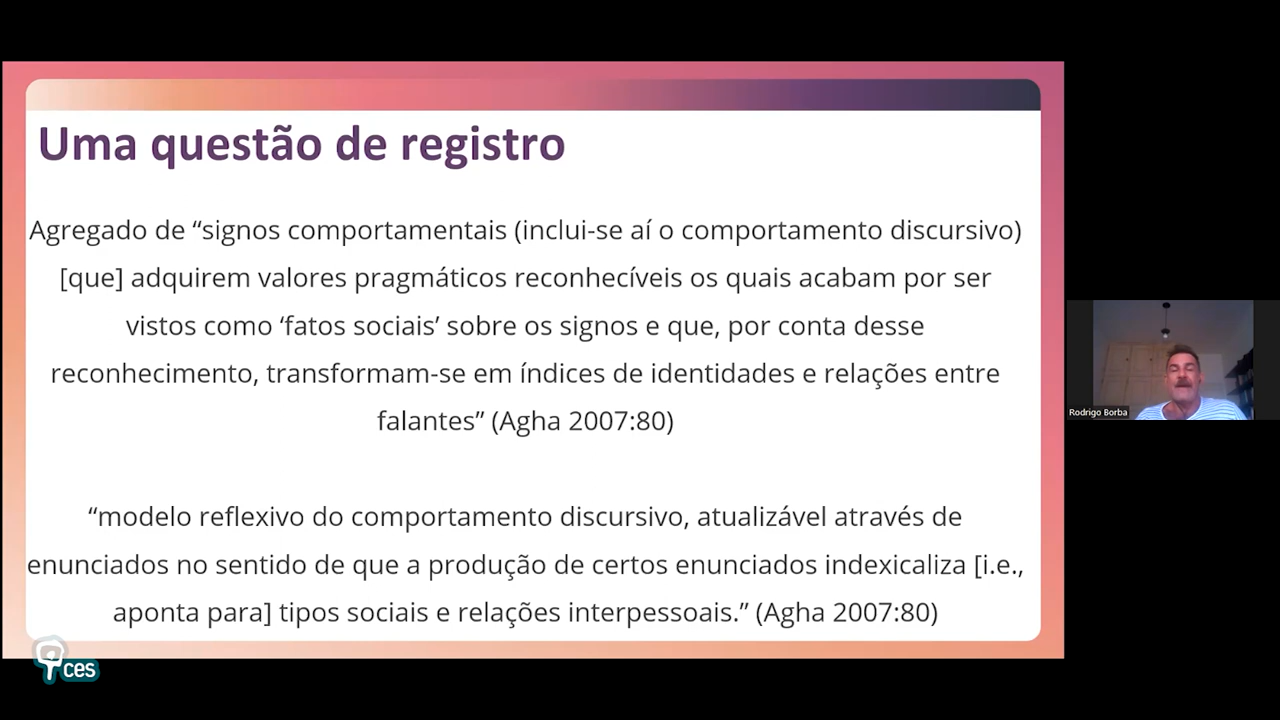 Uma questão de registro
Agregado de “signos comportamentais (inclui-se aí o comportamento discursivo)
[que] adquirem valores pragmáticos reconhecíveis os quais acabam por ser
vistos como ‘fatos sociais’ sobre os signos e que, por conta desse
reconhecimento, transformam-se em índices de identidades e relações entre
falantes” (Agha 2007:80)
“modelo reflexivo do comportamento discursivo, atualizável através de
enunciados no sentido de que a produção de certos enunciados indexicaliza [i.e.,
aponta para] tipos sociais e relações interpessoais.” (Agha 2007:80)
Rodrigo Borba
ces